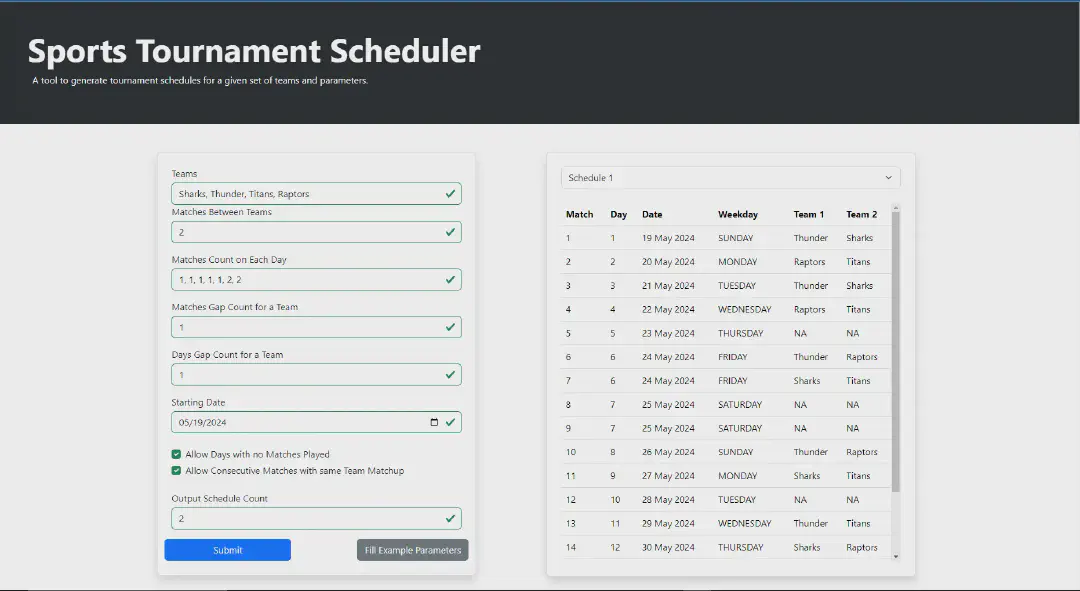 Sports Tournament Scheduler
A tool to generate tournament schedules for a given set of teams and parameters.
Teams
Sharks, Thunder, Titans, Raptors
Matches Between Teams
2
Matches Count on Each Day
1, 1, 1, 1, 1, 2, 2
Matches Gap Count for a Team
1
Days Gap Count for a Team
1
Starting Date
05/19/2024
Allow Days with no Matches Played
Allow Consecutive Matches with same Team Matchup
Output Schedule Count
2
Submit Fill Example Parameters
Schedule 1
Match Day Date Weekday Team 1 Team 2
1 1 19 May 2024 SUNDAY Thunder Sharks
2 2 20 May 2024 MONDAY Raptors Titans
3 3 21 May 2024 TUESDAY Thunder Sharks
4 4 22 May 2024 WEDNESDAY Raptors Titans
5 5 23 May 2024 THURSDAY NA NA
6 6 24 May 2024 FRIDAY Thunder Raptors
7 6 24 May 2024 FRIDAY Sharks Titans
8 7 25 May 2024 SATURDAY NA NA
9 7 25 May 2024 SATURDAY NA NA
10 8 26 May 2024 SUNDAY Thunder Raptors
11 9 27 May 2024 MONDAY Sharks Titans
12 10 28 May 2024 TUESDAY NA NA
13 11 29 May 2024 WEDNESDAY Thunder Titans
14 12 30 May 2024 THURSDAY Sharks Raptors